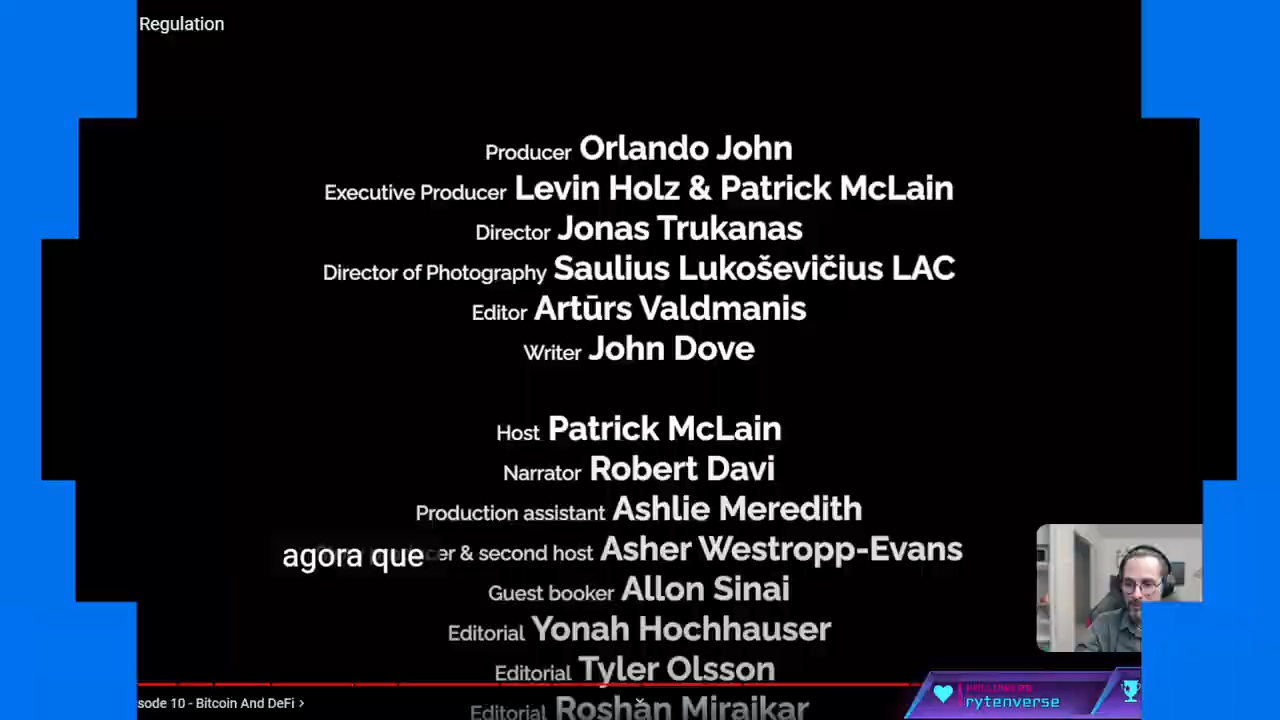 Regulation
Producer Orlando John
Executive Producer Levin Holz & Patrick McLain
Director Jonas Trukanas
Director of Photography Saulius Lukoševičius LAC
Editor Artūrs Valdmanis
Writer John Dove
Host Patrick McLain
Narrator Robert Davi
Production assistant Ashlie Meredith
agora que
er & second host Asher Westropp-Evans
Guest booker Allon Sinai
Editorial Yonah Hochhauser
Editorial Tyler Olsson
Editorial Roshan Mirajkar
sode 10 - Bitcoin And DeFi >
rytenverse